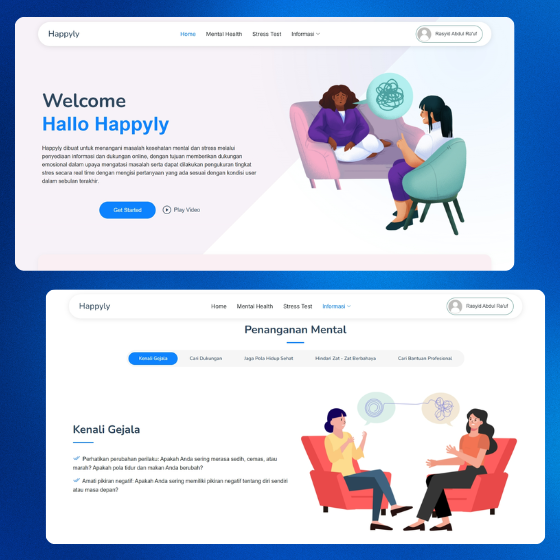 Happyly
Home Mental Health Stress Test Informasi
Rasyid Abdul Ra'uf
Welcome
Hallo Happyly
Happyly dibuat untuk menangani masalah kesehatan mental dan stress melalui
penyediaan informasi dan dukungan online, dengan tujuan memberikan dukungan
emosional dalam upaya mengatasi masalah serta dapat dilakukan pengukuran tingkat
stres secara real time dengan mengisi pertanyaan yang ada sesuai dengan kondisi user
dalam sebulan terakhir.
Get Started Play Video
Happyly
Home Mental Health Stress Test Informasi
Rasyid Abdul Ra'uf
Penanganan Mental
Kenali Gejala Cari Dukungan Jaga Pola Hidup Sehat Hindari Zat - Zat Berbahaya Cari Bantuan Profesional
Kenali Gejala
Perhatikan perubahan perilaku: Apakah Anda sering merasa sedih, cemas, atau
marah? Apakah pola tidur dan makan Anda berubah?
Amati pikiran negatif: Apakah Anda sering memiliki pikiran negatif tentang diri sendiri
atau masa depan?